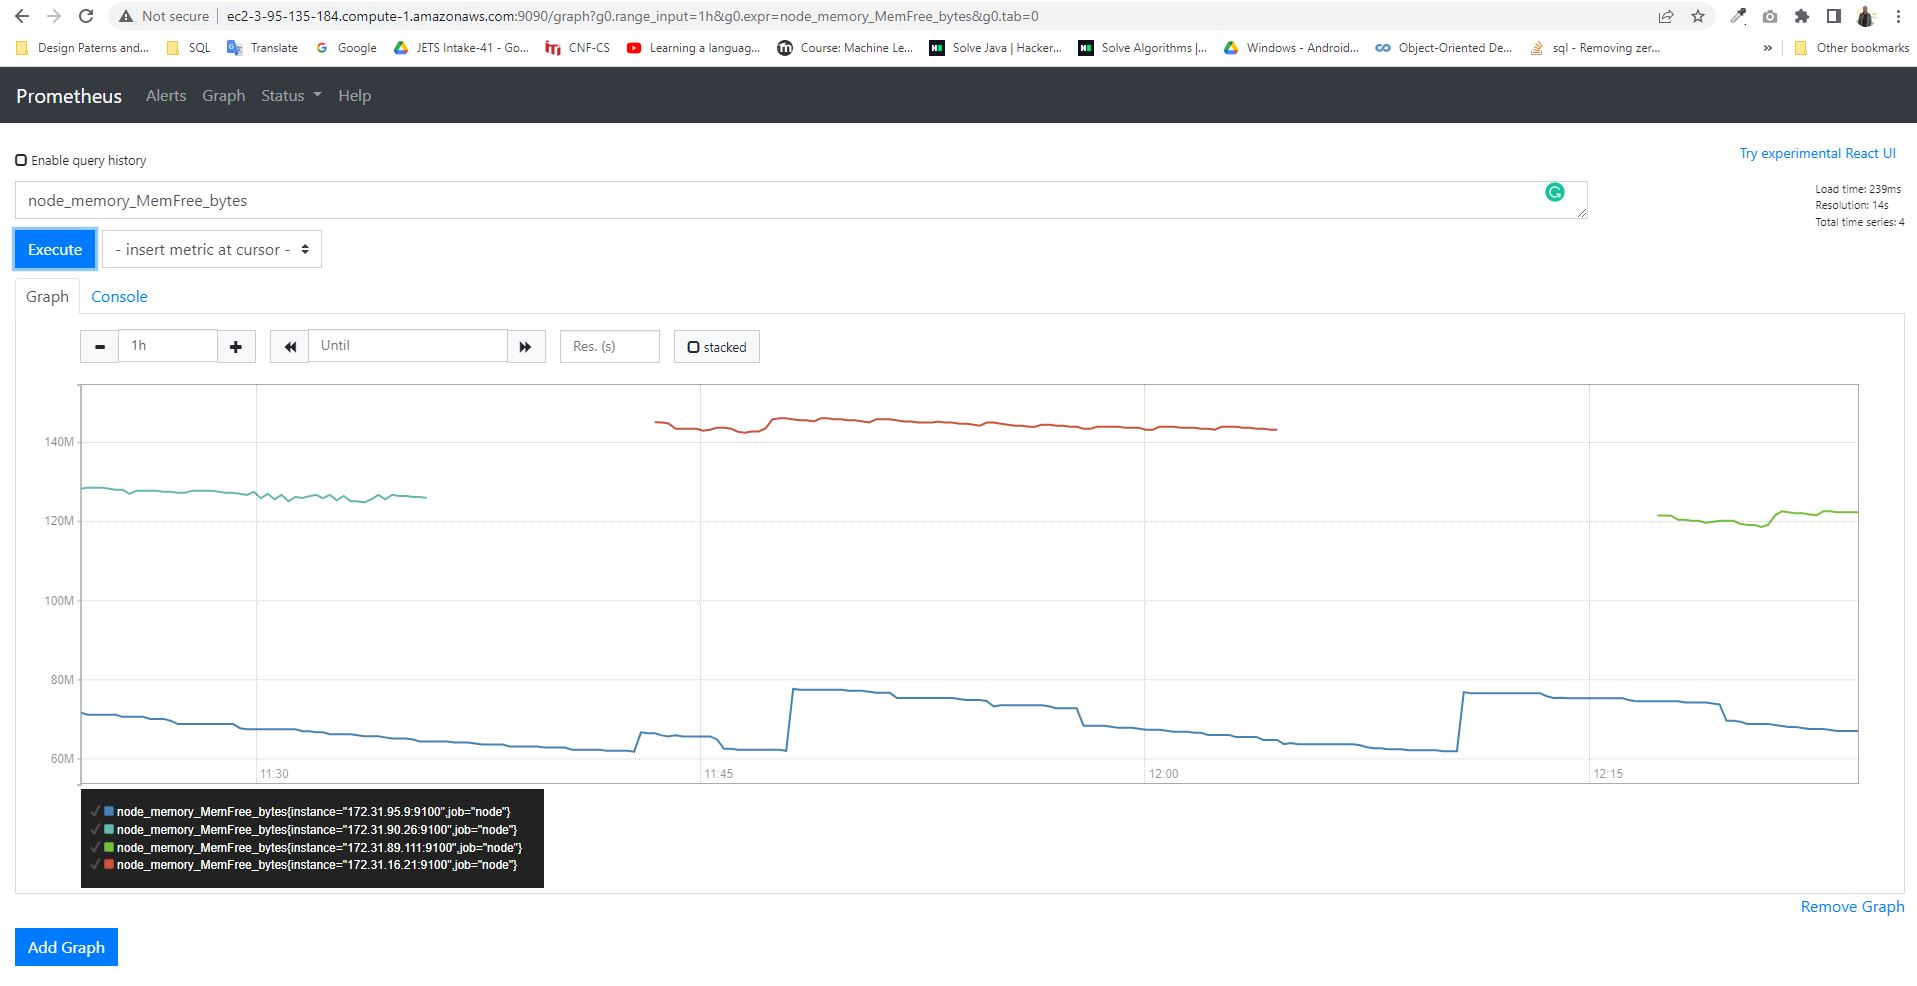 Not secure | ec2-3-95-135-184.compute-1.amazonaws.com:9090/graph?g0.range_input=1h&g0.expr=node_memory_MemFree_bytes&g0.tab=0
Design Paterns and... SQL Translate Google JETS Intake-41 - Go... CNF-CS Learning a languag... Course: Machine Le... Solve Java | Hacker... Solve Algorithms |... Windows - Android... Object-Oriented De... sql - Removing zer... » Other bookmarks
Prometheus Alerts Graph Status Help
Enable query history
Try experimental React UI
node_memory_MemFree_bytes
Load time: 239ms
Resolution: 14s
Total time series: 4
Execute - insert metric at cursor -
Graph Console
1h Until Res. (s) stacked
140M
120M
100M
80M
60M
11:30 11:45 12:00 12:15
node_memory_MemFree_bytes{instance="172.31.95.9:9100",job="node"}
node_memory_MemFree_bytes{instance="172.31.90.26:9100",job="node"}
node_memory_MemFree_bytes{instance="172.31.89.111:9100",job="node"}
node_memory_MemFree_bytes{instance="172.31.16.21:9100",job="node"}
Remove Graph
Add Graph